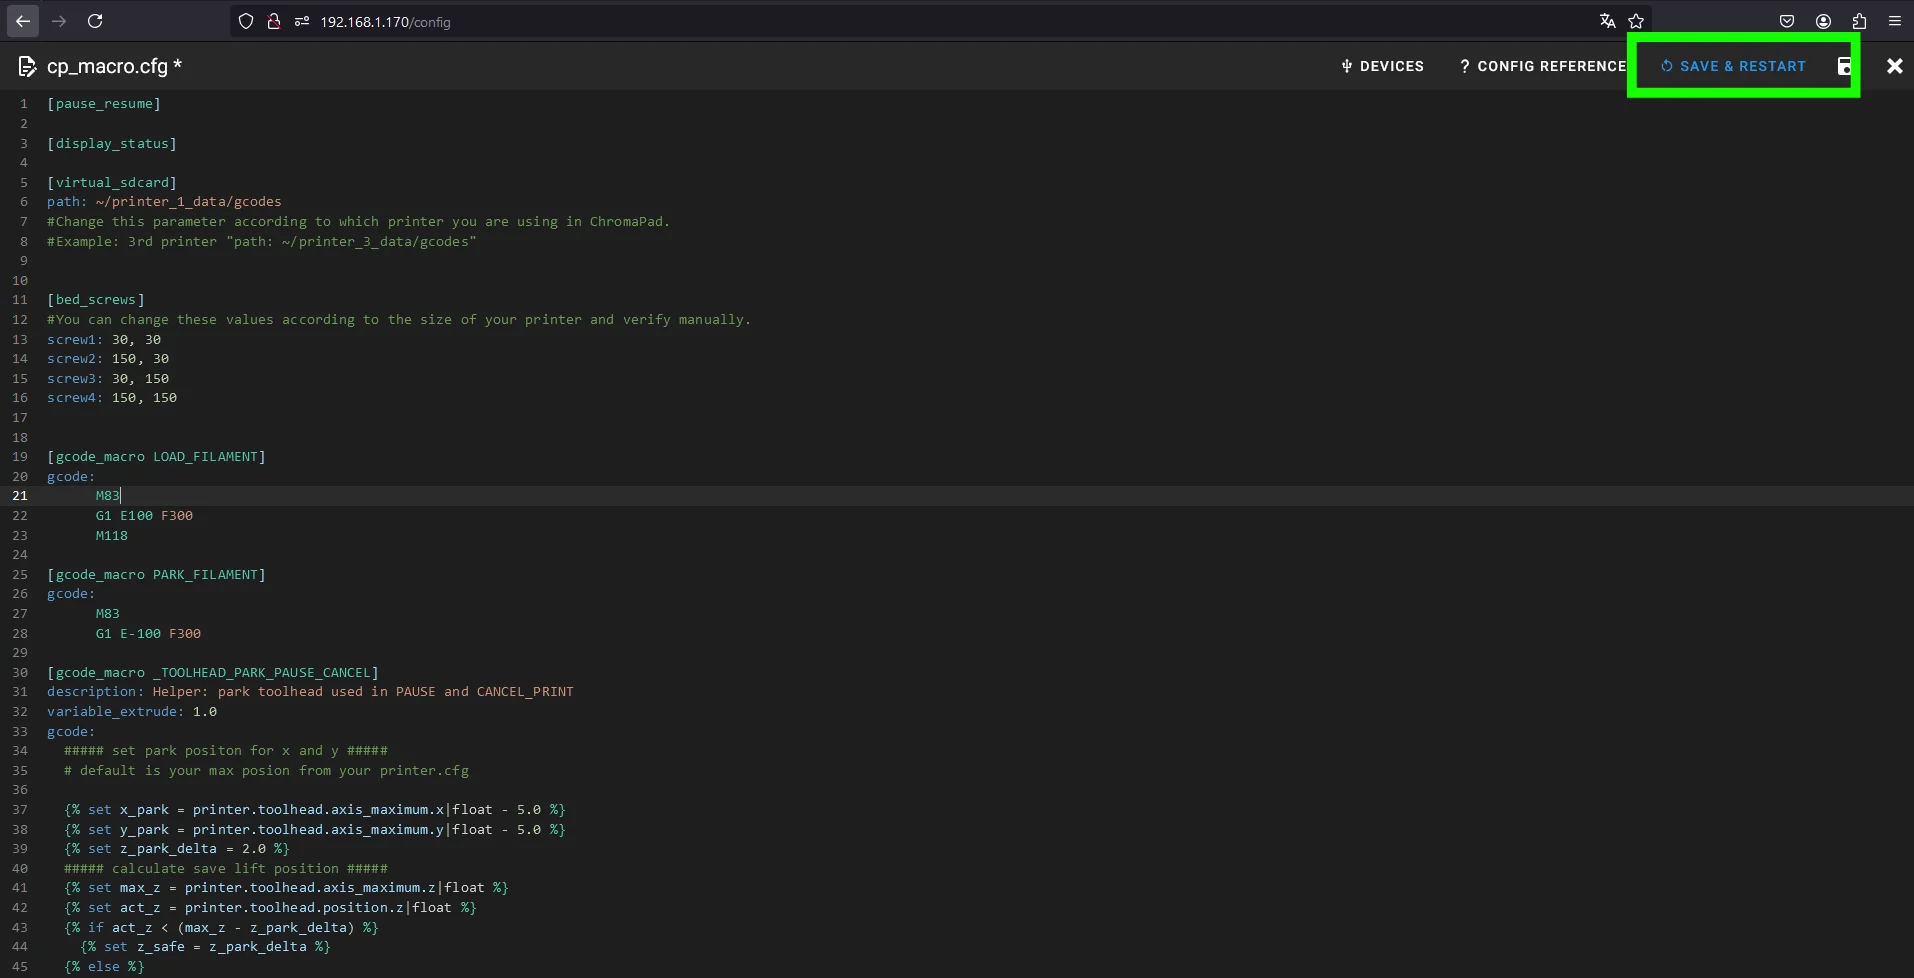 192.168.1.170/config
cp_macro.cfg *
DEVICES
? CONFIG REFERENCE
SAVE & RESTART
1 [pause_resume]
2
3 [display_status]
4
5 [virtual_sdcard]
6 path: ~/printer_1_data/gcodes
7 #Change this parameter according to which printer you are using in ChromaPad.
8 #Example: 3rd printer "path: ~/printer_3_data/gcodes"
9
10
11 [bed_screws]
12 #You can change these values according to the size of your printer and verify manually.
13 screw1: 30, 30
14 screw2: 150, 30
15 screw3: 30, 150
16 screw4: 150, 150
17
18
19 [gcode_macro LOAD_FILAMENT]
20 gcode:
21 M83
22 G1 E100 F300
23 M118
24
25 [gcode_macro PARK_FILAMENT]
26 gcode:
27 M83
28 G1 E-100 F300
29
30 [gcode_macro _TOOLHEAD_PARK_PAUSE_CANCEL]
31 description: Helper: park toolhead used in PAUSE and CANCEL_PRINT
32 variable_extrude: 1.0
33 gcode:
34 ##### set park positon for x and y #####
35 # default is your max posion from your printer.cfg
36
37 {% set x_park = printer.toolhead.axis_maximum.x|float - 5.0 %}
38 {% set y_park = printer.toolhead.axis_maximum.y|float - 5.0 %}
39 {% set z_park_delta = 2.0 %}
40 ##### calculate save lift position #####
41 {% set max_z = printer.toolhead.axis_maximum.z|float %}
42 {% set act_z = printer.toolhead.position.z|float %}
43 {% if act_z < (max_z - z_park_delta) %}
44 {% set z_safe = z_park_delta %}
45 {% else %}